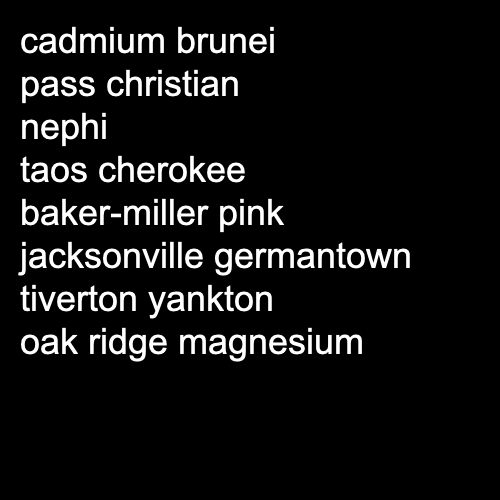 cadmium brunei
pass christian
nephi
taos cherokee
baker-miller pink
jacksonville germantown
tiverton yankton
oak ridge magnesium